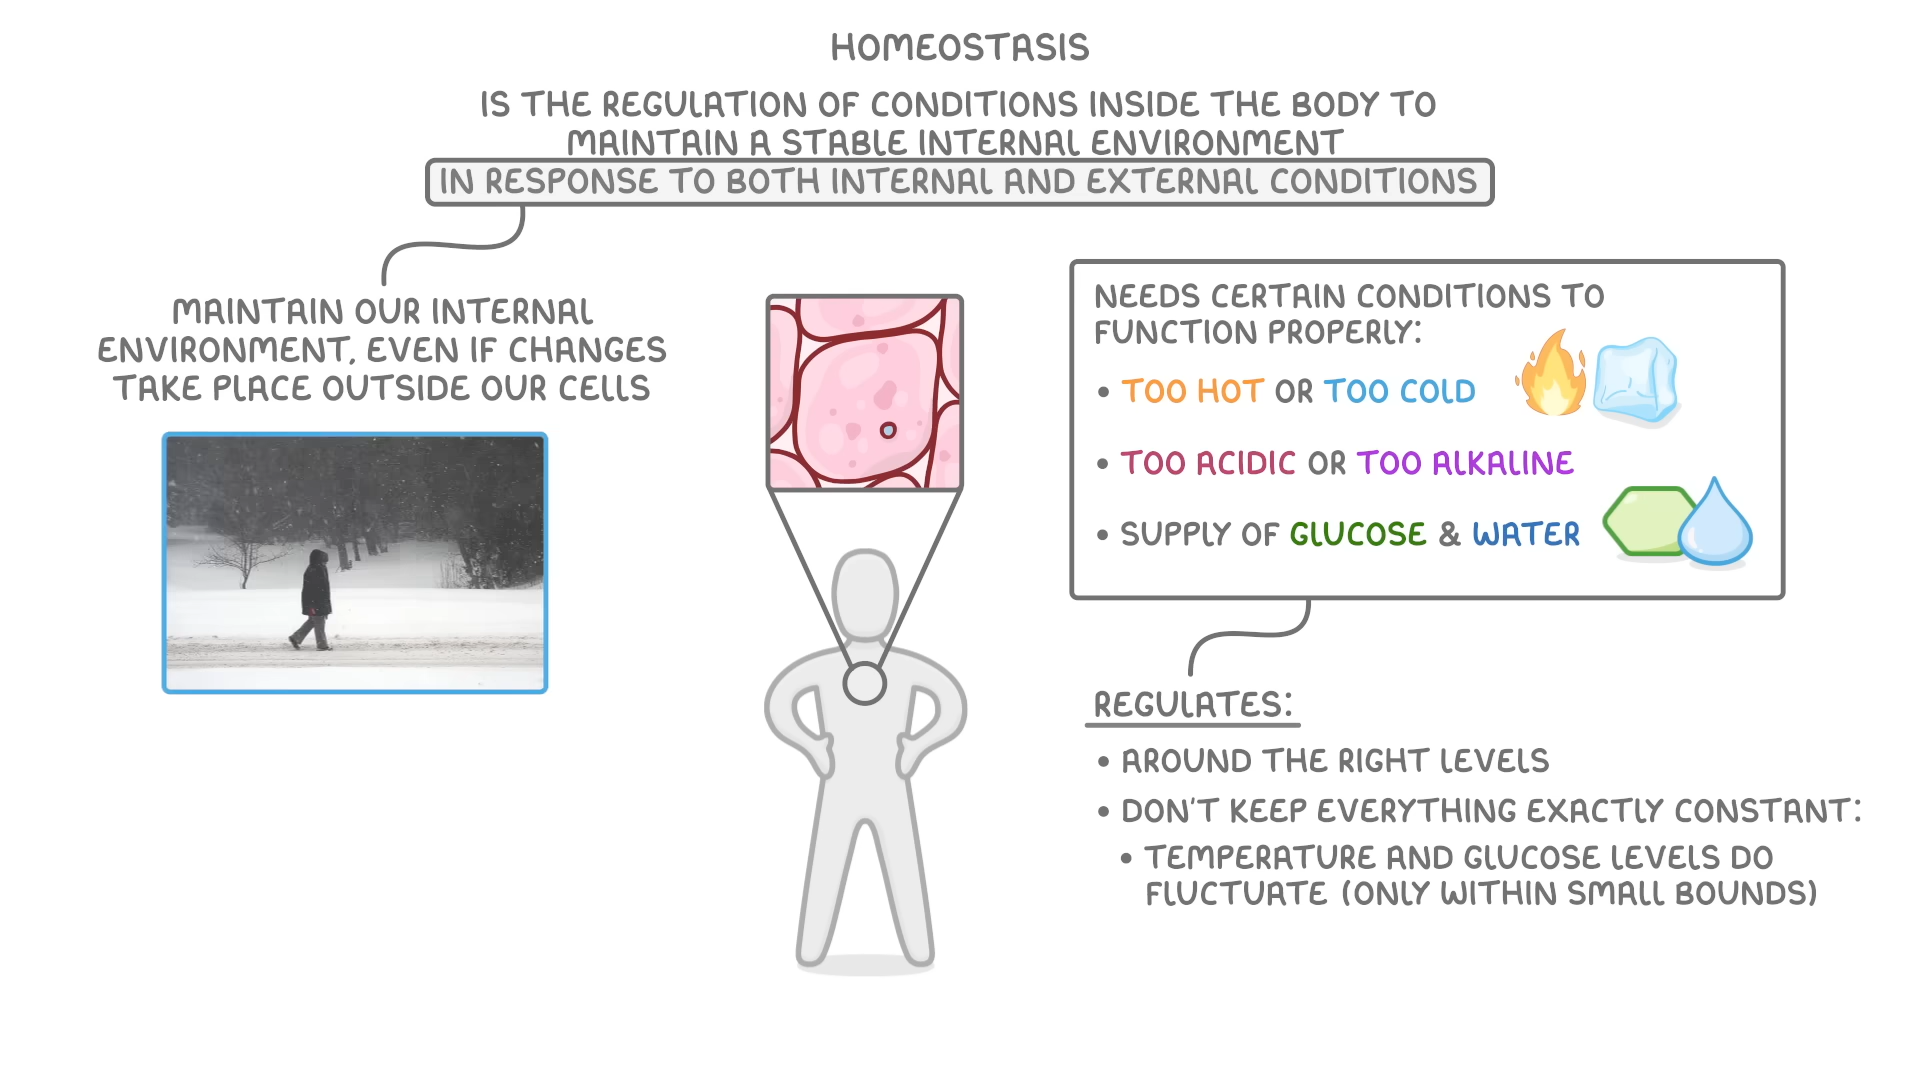 HOMEOSTASIS
IS THE REGULATION OF CONDITIONS INSIDE THE BODY TO
MAINTAIN A STABLE INTERNAL ENVIRONMENT
IN RESPONSE TO BOTH INTERNAL AND EXTERNAL CONDITIONS
MAINTAIN OUR INTERNAL
ENVIRONMENT, EVEN IF CHANGES
TAKE PLACE OUTSIDE OUR CELLS
NEEDS CERTAIN CONDITIONS TO
FUNCTION PROPERLY:
• TOO HOT OR TOO COLD
• TOO ACIDIC OR TOO ALKALINE
• SUPPLY OF GLUCOSE & WATER
REGULATES:
• AROUND THE RIGHT LEVELS
• DON'T KEEP EVERYTHING EXACTLY CONSTANT:
• TEMPERATURE AND GLUCOSE LEVELS DO
FLUCTUATE (ONLY WITHIN SMALL BOUNDS)